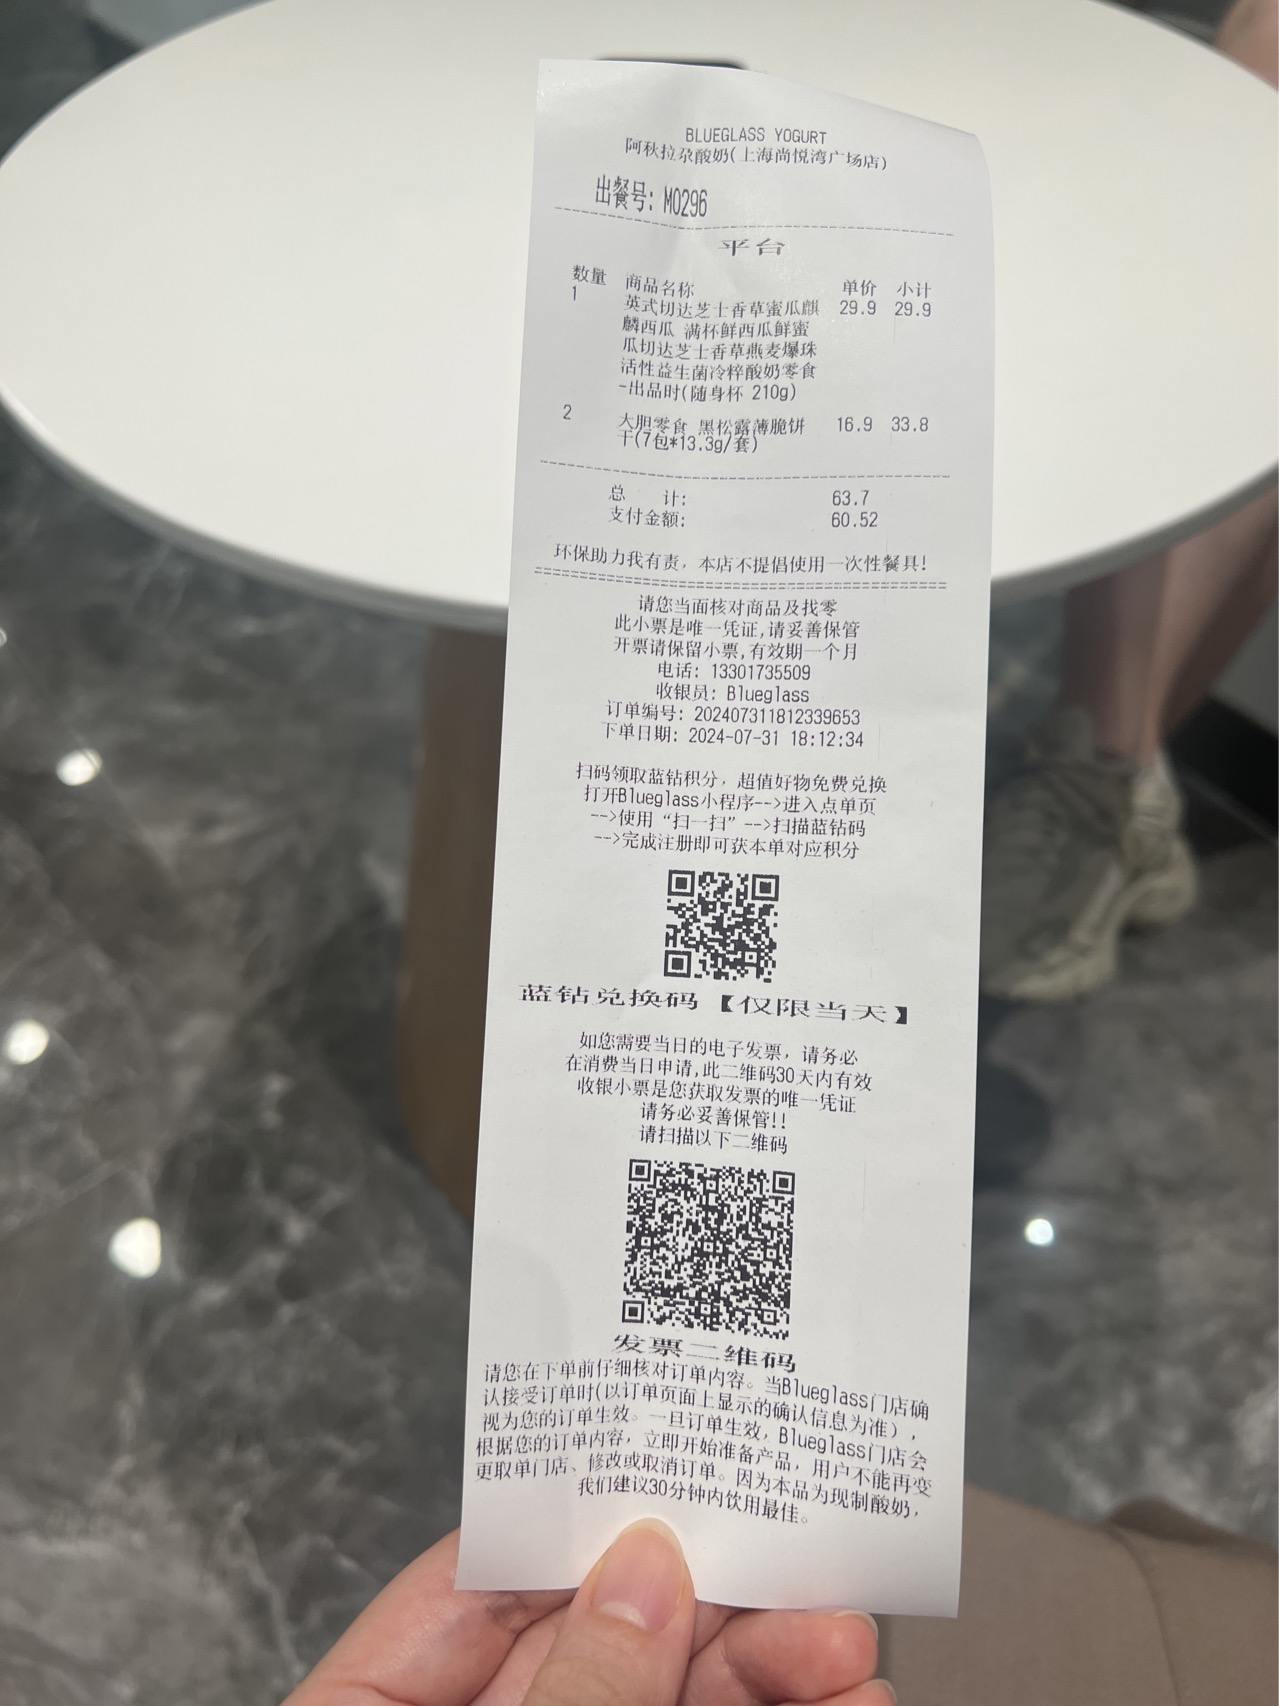 BLUEGLASS YOGURT
阿秋拉尕酸奶(上海尚悦湾广场店)
出餐号: M0296
平台
数量 商品名称 单价 小计
1 英式切达芝士香草蜜瓜麒 29.9 29.9
麟西瓜 满杯鲜西瓜鲜蜜
瓜切达芝士香草燕麦爆珠
活性益生菌冷粹酸奶零食
-出品时(随身杯 210g)
2 大胆零食 黑松露薄脆饼 16.9 33.8
干(7包*13.3g/套)
总 计: 63.7
支付金额: 60.52
环保助力我有责，本店不提倡使用一次性餐具!
请您当面核对商品及找零
此小票是唯一凭证,请妥善保管
开票请保留小票,有效期一个月
电话: 13301735509
收银员: Blueglass
订单编号: 202407311812339653
下单日期: 2024-07-31 18:12:34
扫码领取蓝钻积分，超值好物免费兑换
打开Blueglass小程序-->进入点单页
-->使用“扫一扫”-->扫描蓝钻码
-->完成注册即可获本单对应积分
蓝钻兑换码【仅限当天】
如您需要当日的电子发票，请务必
在消费当日申请,此二维码30天内有效
收银小票是您获取发票的唯一凭证
请务必妥善保管!!
请扫描以下二维码
发票二维码
请您在下单前仔细核对订单内容。当Blueglass门店确
认接受订单时(以订单页面上显示的确认信息为准)，
视为您的订单生效。一旦订单生效，Blueglass门店会
根据您的订单内容，立即开始准备产品，用户不能再变
更取单门店、修改或取消订单。因为本品为现制酸奶，
我们建议30分钟内饮用最佳。